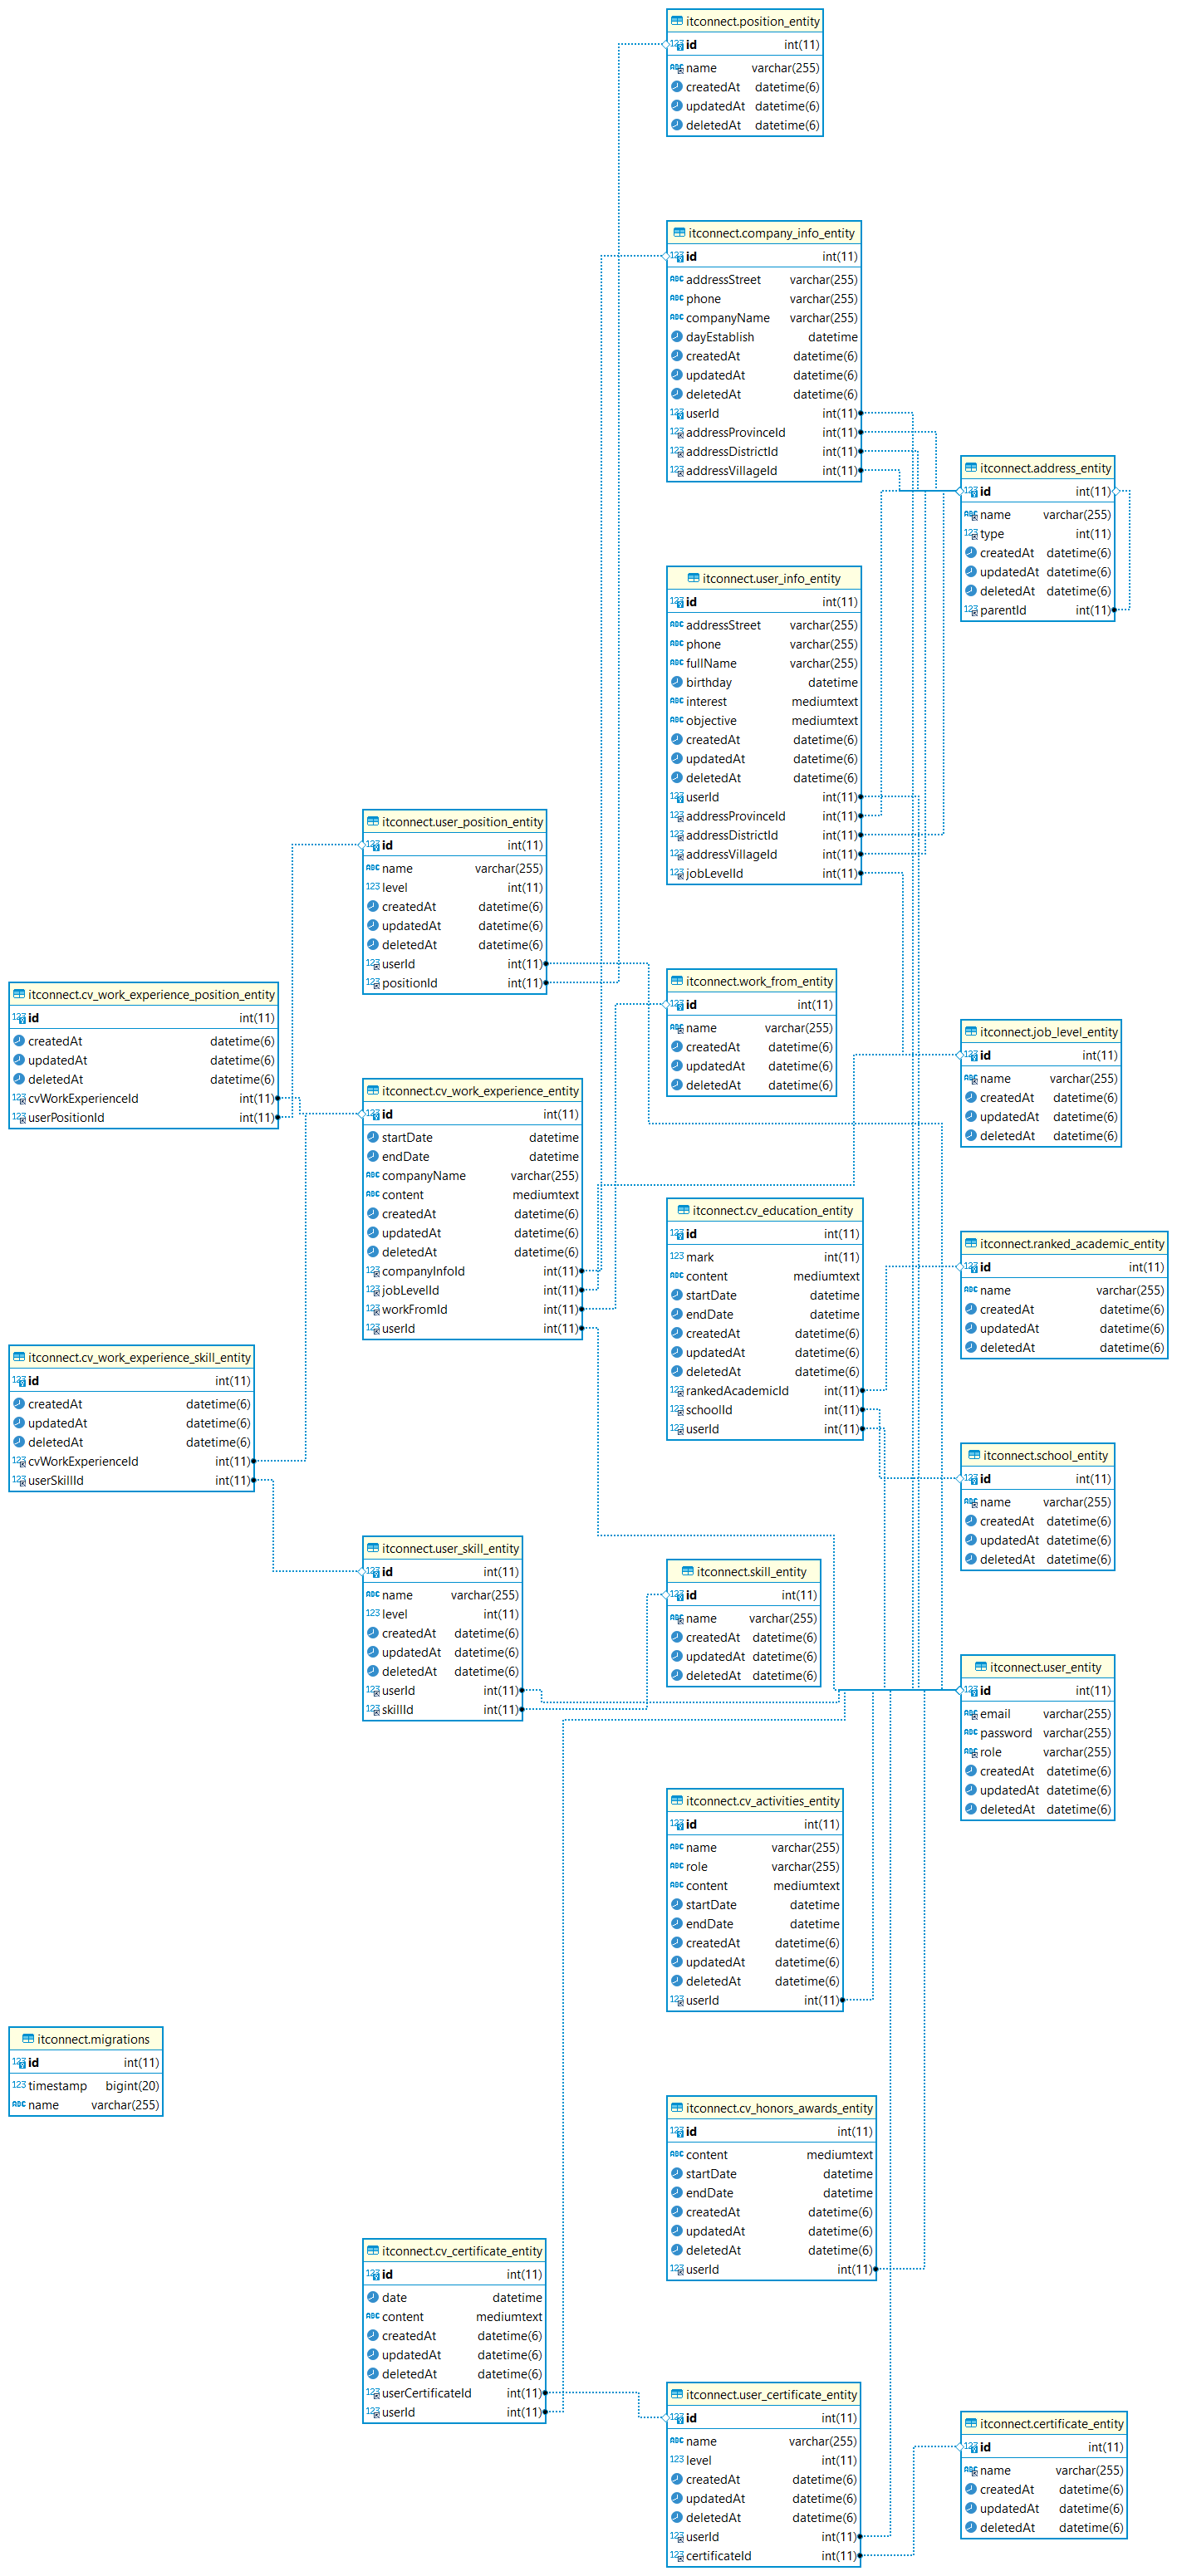 itconnect.position_entity
id int(11)
name varchar(255)
createdAt datetime(6)
updatedAt datetime(6)
deletedAt datetime(6)
itconnect.company_info_entity
id int(11)
addressStreet varchar(255)
phone varchar(255)
companyName varchar(255)
dayEstablish datetime
createdAt datetime(6)
updatedAt datetime(6)
deletedAt datetime(6)
userId int(11)
addressProvinceId int(11)
addressDistrictId int(11)
addressVillageId int(11)
itconnect.address_entity
id int(11)
name varchar(255)
type int(11)
createdAt datetime(6)
updatedAt datetime(6)
deletedAt datetime(6)
parentId int(11)
itconnect.user_info_entity
id int(11)
addressStreet varchar(255)
phone varchar(255)
fullName varchar(255)
birthday datetime
interest mediumtext
objective mediumtext
createdAt datetime(6)
updatedAt datetime(6)
deletedAt datetime(6)
userId int(11)
addressProvinceId int(11)
addressDistrictId int(11)
addressVillageId int(11)
jobLevelId int(11)
itconnect.user_position_entity
id int(11)
name varchar(255)
level int(11)
createdAt datetime(6)
updatedAt datetime(6)
deletedAt datetime(6)
userId int(11)
positionId int(11)
itconnect.work_from_entity
id int(11)
name varchar(255)
createdAt datetime(6)
updatedAt datetime(6)
deletedAt datetime(6)
itconnect.cv_work_experience_position_entity
id int(11)
createdAt datetime(6)
updatedAt datetime(6)
deletedAt datetime(6)
cvWorkExperienceId int(11)
userPositionId int(11)
itconnect.job_level_entity
id int(11)
name varchar(255)
createdAt datetime(6)
updatedAt datetime(6)
deletedAt datetime(6)
itconnect.cv_work_experience_entity
id int(11)
startDate datetime
endDate datetime
companyName varchar(255)
content mediumtext
createdAt datetime(6)
updatedAt datetime(6)
deletedAt datetime(6)
companyInfoId int(11)
jobLevelId int(11)
workFromId int(11)
userId int(11)
itconnect.cv_education_entity
id int(11)
mark int(11)
content mediumtext
startDate datetime
endDate datetime
createdAt datetime(6)
updatedAt datetime(6)
deletedAt datetime(6)
rankedAcademicId int(11)
schoolId int(11)
userId int(11)
itconnect.ranked_academic_entity
id int(11)
name varchar(255)
createdAt datetime(6)
updatedAt datetime(6)
deletedAt datetime(6)
itconnect.cv_work_experience_skill_entity
id int(11)
createdAt datetime(6)
updatedAt datetime(6)
deletedAt datetime(6)
cvWorkExperienceId int(11)
userSkillId int(11)
itconnect.school_entity
id int(11)
name varchar(255)
createdAt datetime(6)
updatedAt datetime(6)
deletedAt datetime(6)
itconnect.user_skill_entity
id int(11)
name varchar(255)
level int(11)
createdAt datetime(6)
updatedAt datetime(6)
deletedAt datetime(6)
userId int(11)
skillId int(11)
itconnect.skill_entity
id int(11)
name varchar(255)
createdAt datetime(6)
updatedAt datetime(6)
deletedAt datetime(6)
itconnect.user_entity
id int(11)
email varchar(255)
password varchar(255)
role varchar(255)
createdAt datetime(6)
updatedAt datetime(6)
deletedAt datetime(6)
itconnect.cv_activities_entity
id int(11)
name varchar(255)
role varchar(255)
content mediumtext
startDate datetime
endDate datetime
createdAt datetime(6)
updatedAt datetime(6)
deletedAt datetime(6)
userId int(11)
itconnect.migrations
id int(11)
timestamp bigint(20)
name varchar(255)
itconnect.cv_honors_awards_entity
id int(11)
content mediumtext
startDate datetime
endDate datetime
createdAt datetime(6)
updatedAt datetime(6)
deletedAt datetime(6)
userId int(11)
itconnect.cv_certificate_entity
id int(11)
date datetime
content mediumtext
createdAt datetime(6)
updatedAt datetime(6)
deletedAt datetime(6)
userCertificateId int(11)
userId int(11)
itconnect.user_certificate_entity
id int(11)
name varchar(255)
level int(11)
createdAt datetime(6)
updatedAt datetime(6)
deletedAt datetime(6)
userId int(11)
certificateId int(11)
itconnect.certificate_entity
id int(11)
name varchar(255)
createdAt datetime(6)
updatedAt datetime(6)
deletedAt datetime(6)